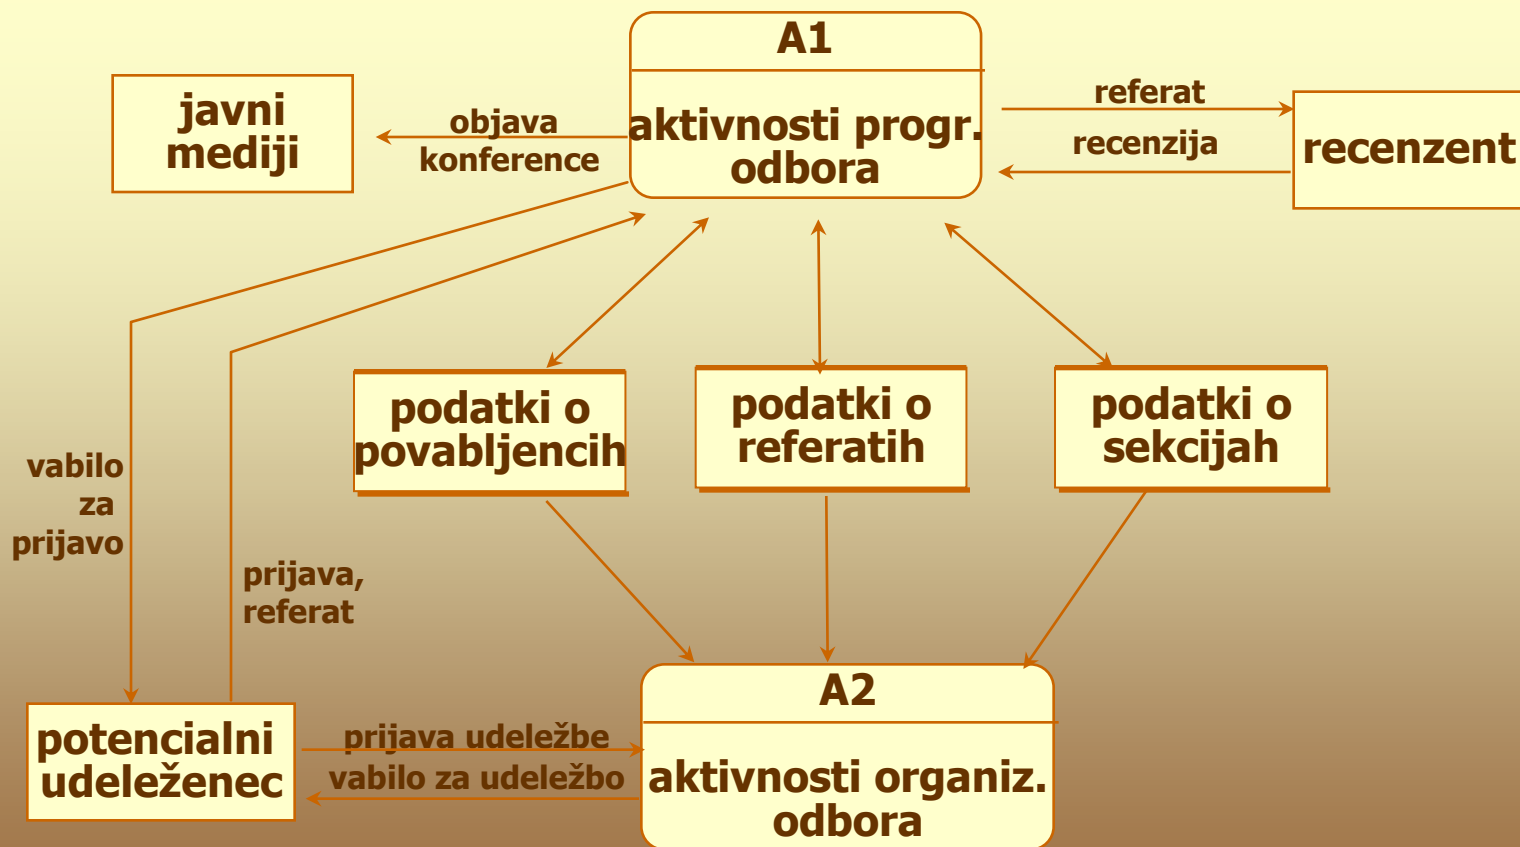 A1
aktivnosti progr.
odbora
javni
mediji
objava
konference
referat
recenzija
recenzent
podatki o
povabljencih
podatki o
referatih
podatki o
sekcijah
vabilo
za
prijavo
prijava,
referat
potencialni
udeleženec
prijava udeležbe
vabilo za udeležbo
A2
aktivnosti organiz.
odbora